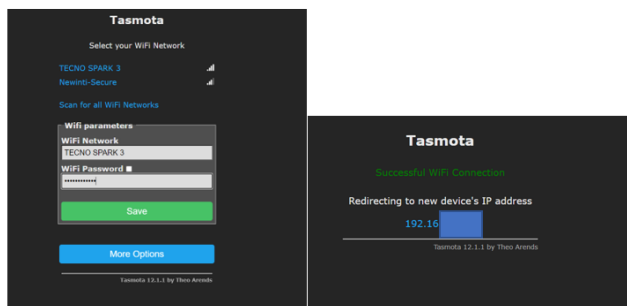 Tasmota
Select your WiFi Network
TECNO SPARK 3
Newinti-Secure
Scan for all WiFi Networks
Wifi parameters
WiFi Network
TECNO SPARK 3
WiFi Password
••••••••••••
Save
More Options
Tasmota 12.1.1 by Theo Arends
Tasmota
Successful WiFi Connection
Redirecting to new device's IP address
192.16
Tasmota 12.1.1 by Theo Arends